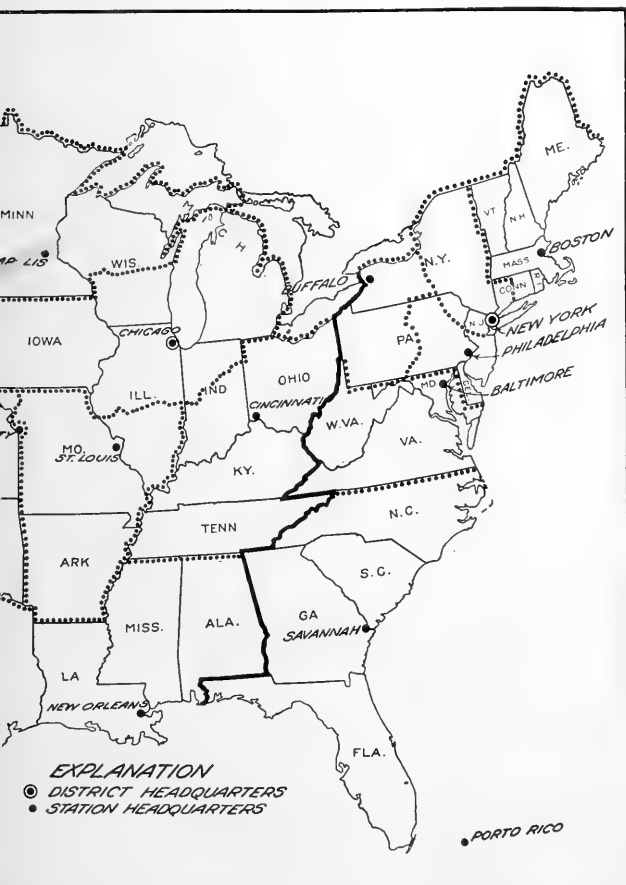 ME.
MINN
VT
N.H
WIS.
M
I
C
H
AP-LIS
BOSTON
MASS
N.Y.
BUFFALO
CONN
R.I.
IOWA
CHICAGO
N.J.
NEW YORK
PHILADELPHIA
PA
OHIO
IND
ILL.
MD
DEL
BALTIMORE
CINCINNATI
W.VA.
VA.
MO.
ST. LOUIS
KY.
N.C.
TENN
ARK
S.C.
MISS.
ALA.
GA
SAVANNAH
LA
NEW ORLEANS
FLA.
EXPLANATION
DISTRICT HEADQUARTERS
STATION HEADQUARTERS
PORTO RICO